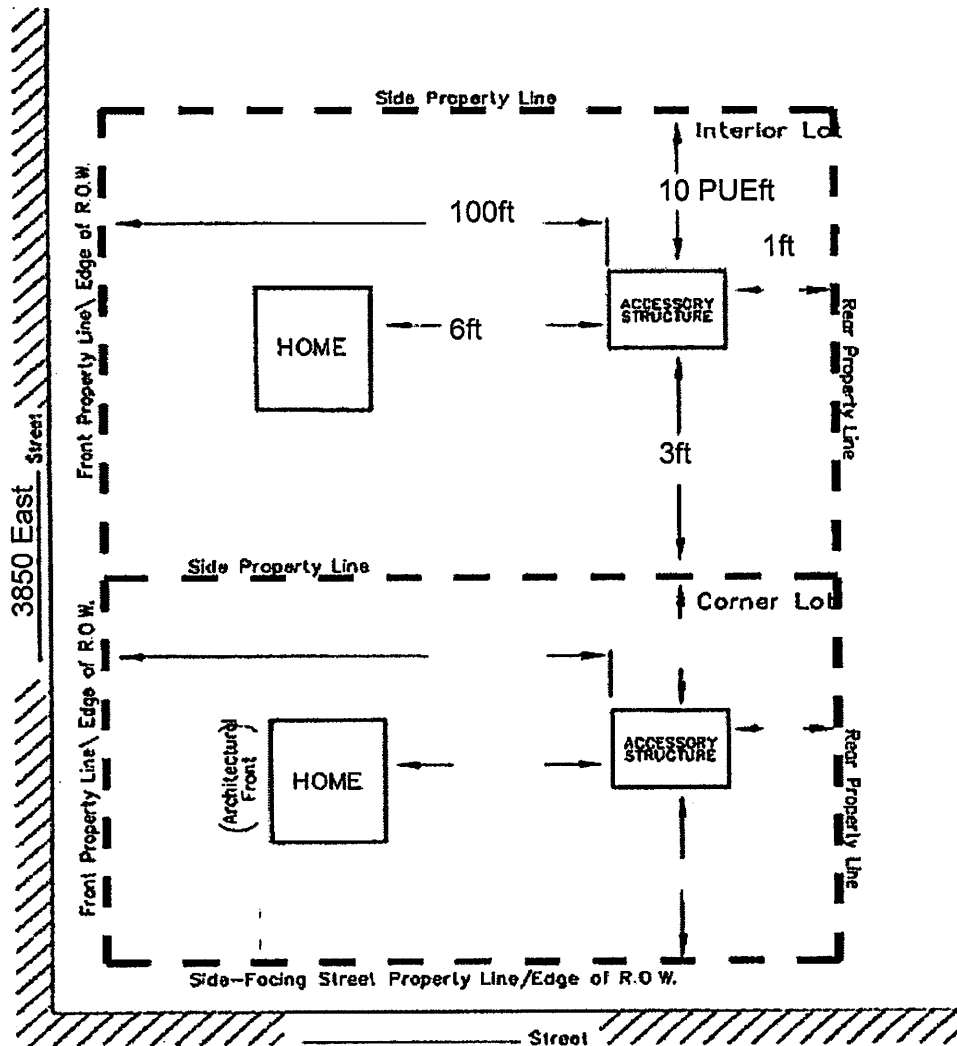 Side Property Line
Interior Lot
10 PUEft
100ft
1ft
Front Property Line\ Edge of R.O.W.
ACCESSORY
STRUCTURE
HOME
6ft
Rear Property Line
3ft
3850 East Street
Side Property Line
Corner Lot
Front Property Line\ Edge of R.O.W.
(Architectural
Front)
HOME
ACCESSORY
STRUCTURE
Rear Property Line
Side-Facing Street Property Line/Edge of R.O.W.
Street